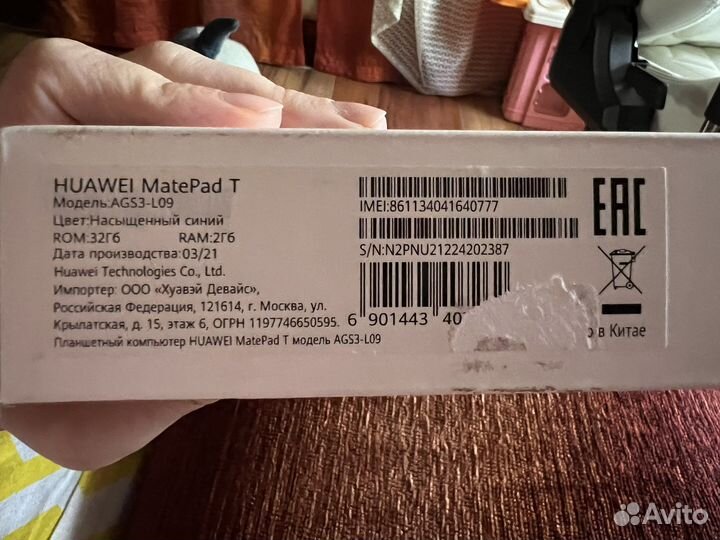 HUAWEI MatePad T
Модель:AGS3-L09
Цвет:Насыщенный синий
ROM:32Гб RAM:2Гб
Дата производства:03/21
Huawei Technologies Co., Ltd.
Импортер: ООО «Хуавэй Девайс»,
Российская Федерация, 121614, г. Москва, ул.
Крылатская, д. 15, этаж 6, ОГРН 1197746650595.
Планшетный компьютер HUAWEI MatePad T модель AGS3-L09
IMEI:861134041640777
S/N:N2PNU21224202387
6 901443
в Китае
EAC
Avito